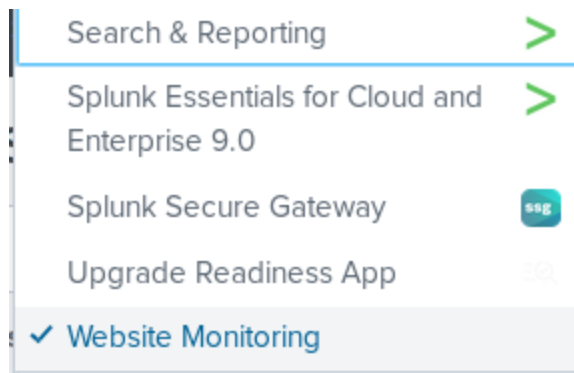 Search & Reporting
Splunk Essentials for Cloud and
Enterprise 9.0
Splunk Secure Gateway
ssg
Upgrade Readiness App
Website Monitoring